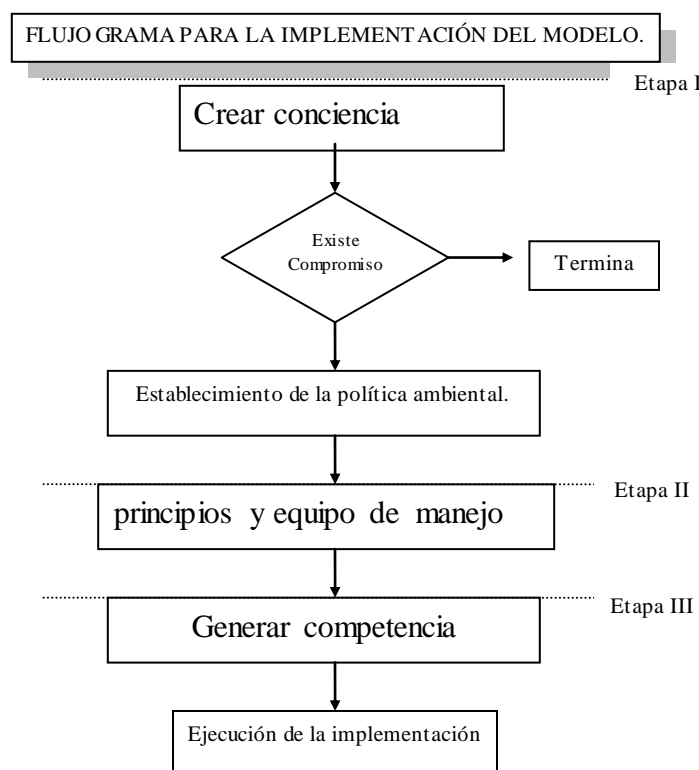 FLUJO GRAMA PARA LA IMPLEMENTACIÓN DEL MODELO.
Etapa I
Crear conciencia
Existe
Compromiso
Termina
Establecimiento de la política ambiental.
Etapa II
principios y equipo de manejo
Etapa III
Generar competencia
Ejecución de la implementación